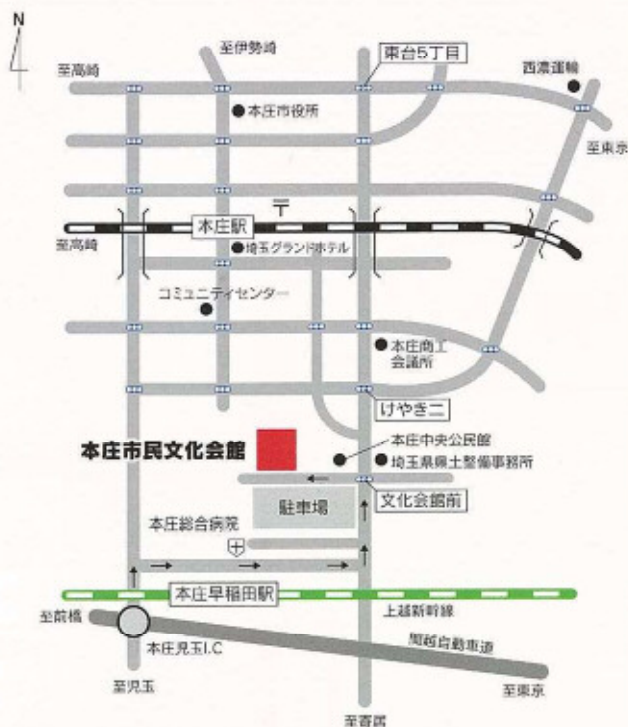 N
至伊勢崎
東台5丁目
至高崎
西濃運輸
本庄市役所
至東京
〒
本庄駅
至高崎
埼玉グランドホテル
コミュニティセンター
本庄商工
会議所
けやき二
本庄市民文化会館
本庄中央公民館
埼玉県県土整備事務所
駐車場
文化会館前
本庄総合病院
本庄早稲田駅
至前橋
上越新幹線
本庄児玉I.C
関越自動車道
至児玉
至東京
至寄居